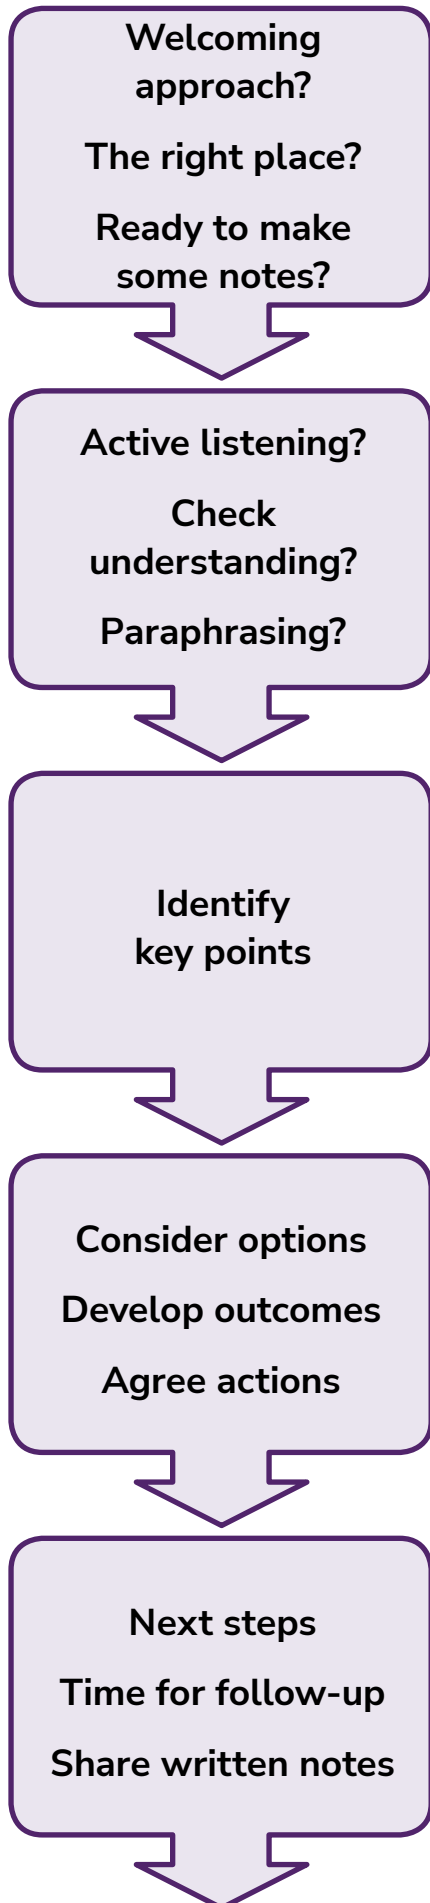 Welcoming
approach?
The right place?
Ready to make
some notes?
Active listening?
Check
understanding?
Paraphrasing?
Identify
key points
Consider options
Develop outcomes
Agree actions
Next steps
Time for follow-up
Share written notes